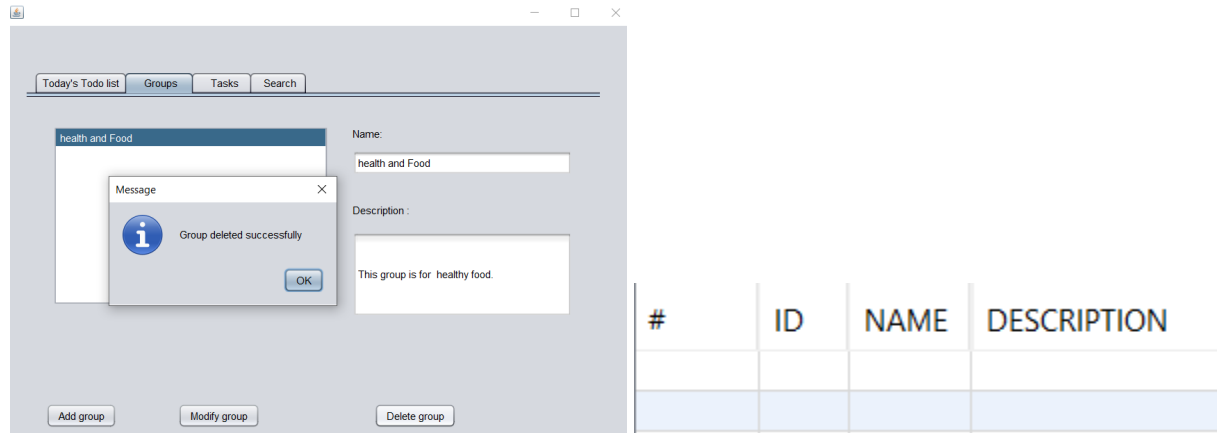 Today's Todo list Groups Tasks Search
health and Food
Name:
health and Food
Message
Group deleted successfully
OK
Description :
This group is for  healthy food.
Add group Modify group Delete group
# ID NAME DESCRIPTION